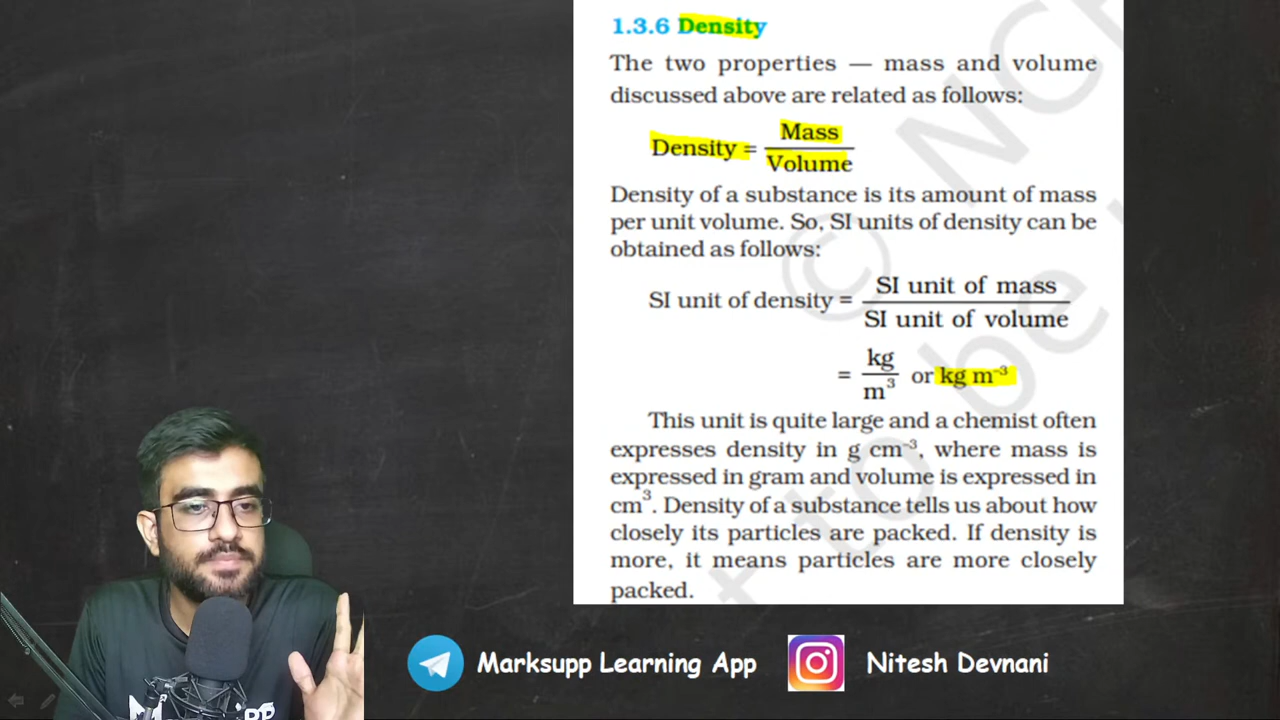 1.3.6 Density
The two properties — mass and volume
discussed above are related as follows:
Density = Mass / Volume
Density of a substance is its amount of mass
per unit volume. So, SI units of density can be
obtained as follows:
SI unit of density = SI unit of mass / SI unit of volume
= kg / m³ or kg m⁻³
This unit is quite large and a chemist often
expresses density in g cm⁻³, where mass is
expressed in gram and volume is expressed in
cm³. Density of a substance tells us about how
closely its particles are packed. If density is
more, it means particles are more closely
packed.
© NC
to be
Marksupp Learning App
Nitesh Devnani